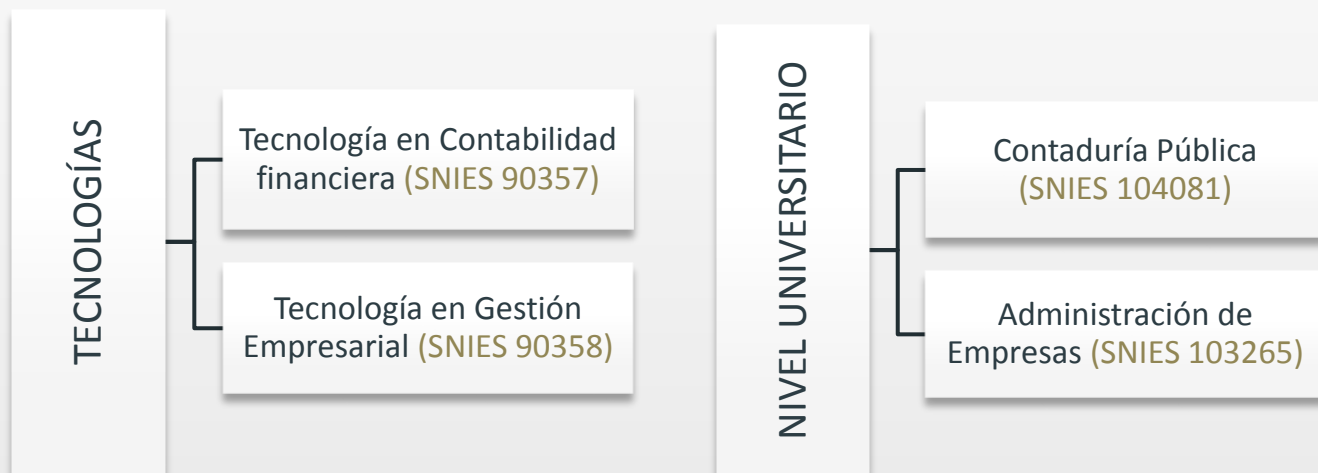 TECNOLOGÍAS
Tecnología en Contabilidad
financiera (SNIES 90357)
Tecnología en Gestión
Empresarial (SNIES 90358)
NIVEL UNIVERSITARIO
Contaduría Pública
(SNIES 104081)
Administración de
Empresas (SNIES 103265)